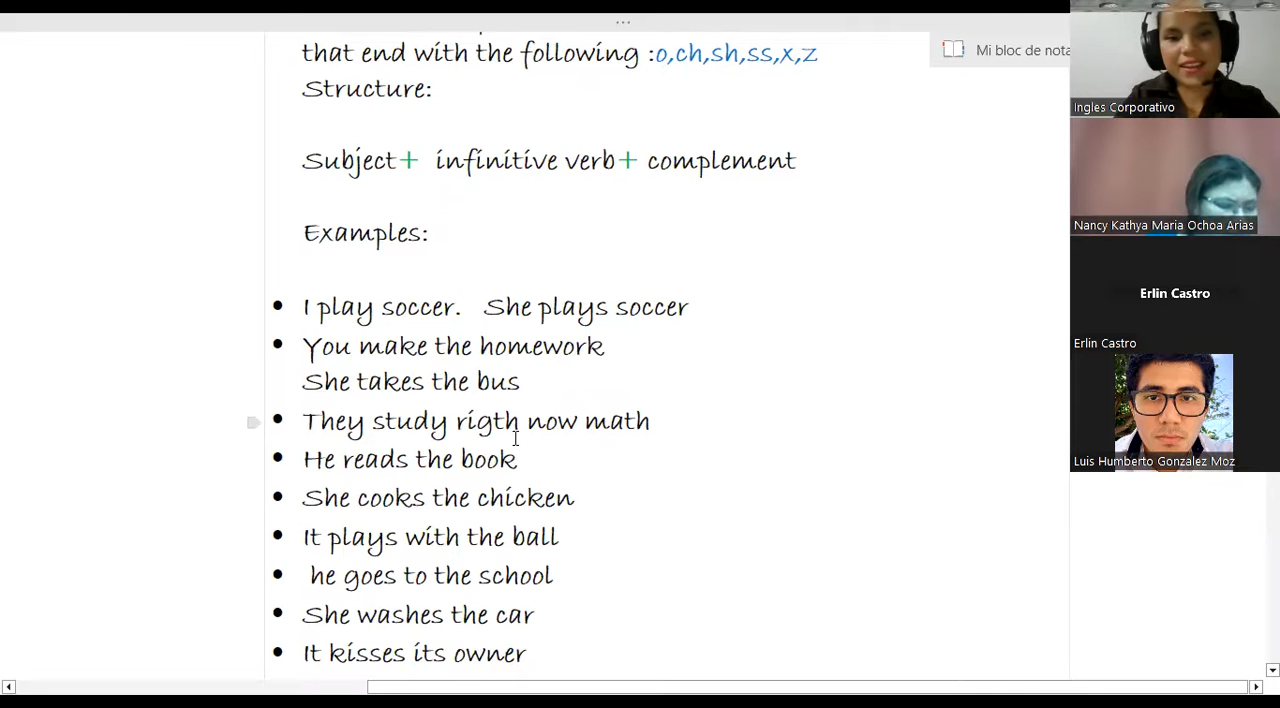 ...
Mi bloc de nota
that end with the following :o,ch,sh,ss,x,z
Structure:
Subject+ infinitive verb+ complement
Examples:
• I play soccer. She plays soccer
• You make the homework
She takes the bus
• They study rigth now math
• He reads the book
• She cooks the chicken
• It plays with the ball
• he goes to the school
• She washes the car
• It kisses its owner
Ingles Corporativo
Nancy Kathya Maria Ochoa Arias
Erlin Castro
Erlin Castro
Luis Humberto Gonzalez Moz